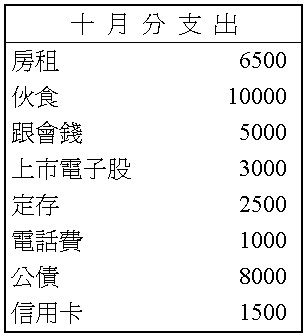 十月分支出
房租 6500
伙食 10000
跟會錢 5000
上市電子股 3000
定存 2500
電話費 1000
公債 8000
信用卡 1500